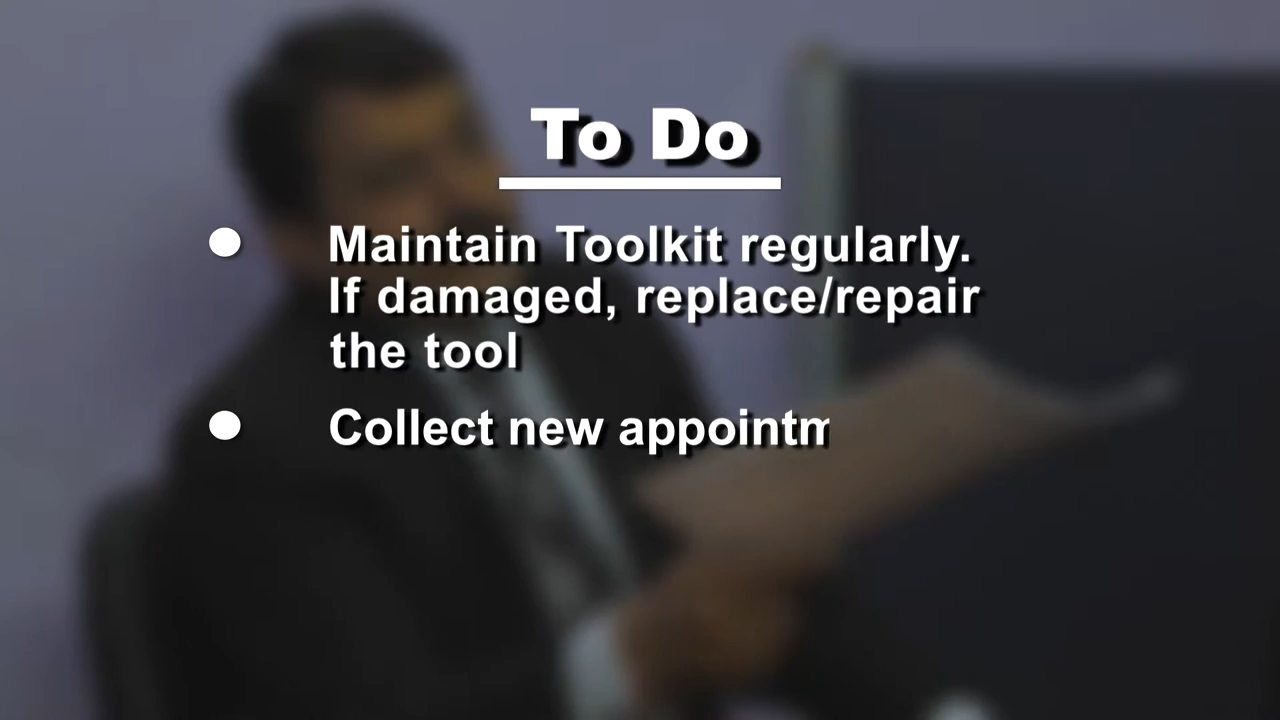 To Do
Maintain Toolkit regularly.
If damaged, replace/repair
the tool
Collect new appointm